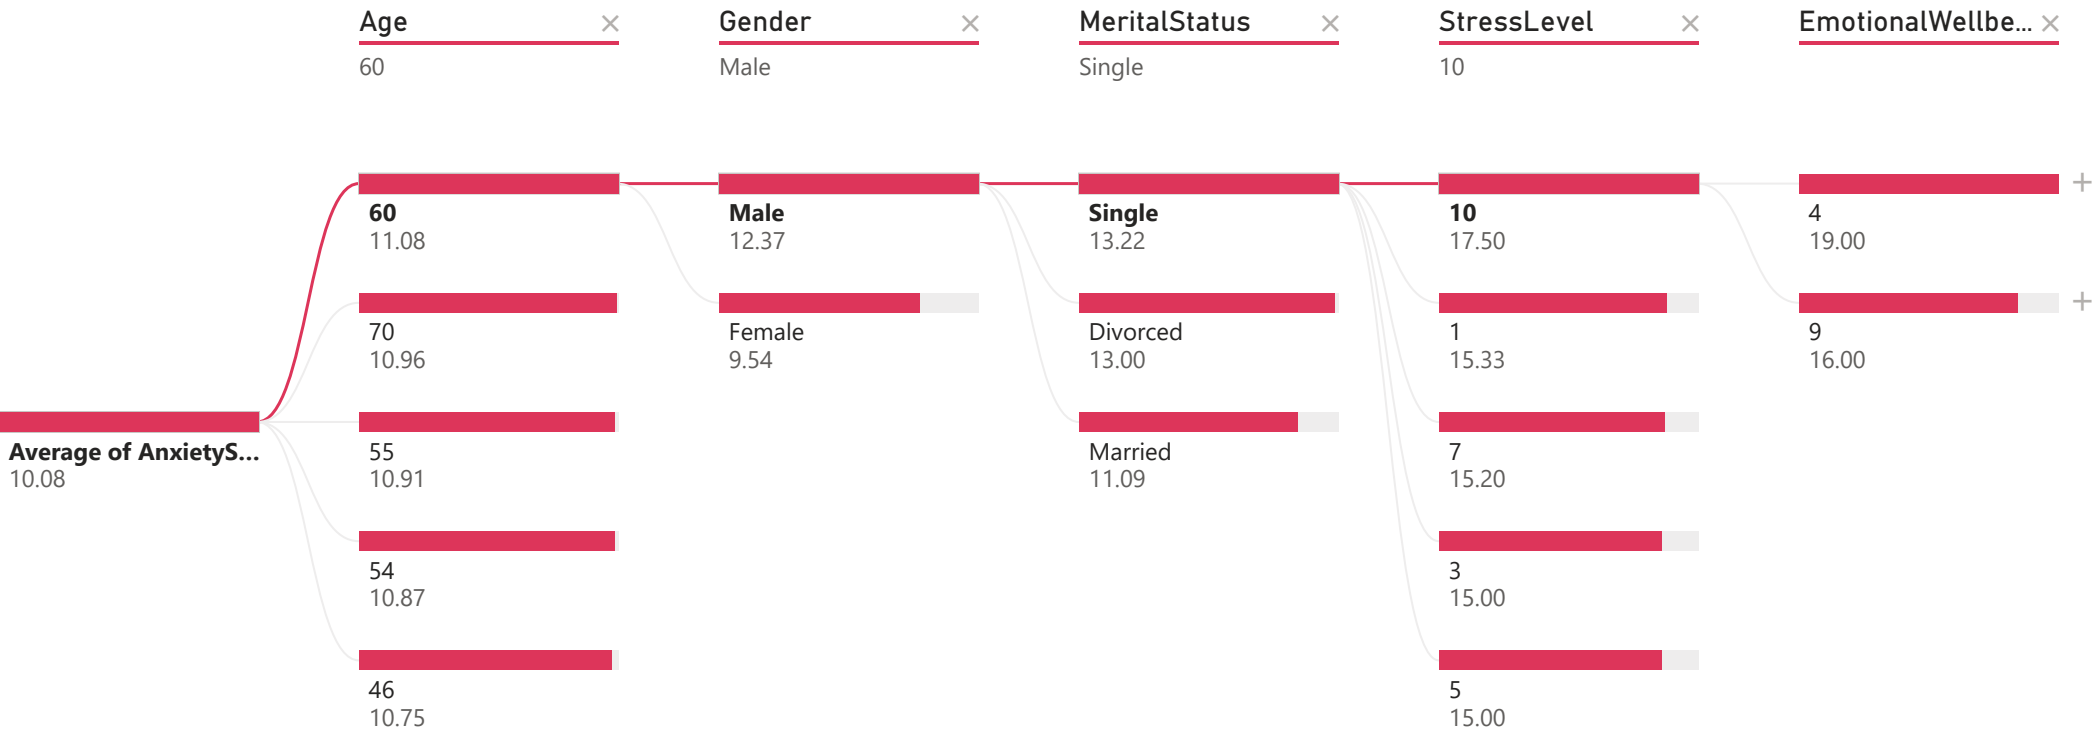 Age
60
Gender
Male
MeritalStatus
Single
StressLevel
10
EmotionalWellbe...
Average of AnxietyS...
10.08
60
11.08
70
10.96
55
10.91
54
10.87
46
10.75
Male
12.37
Female
9.54
Single
13.22
Divorced
13.00
Married
11.09
10
17.50
1
15.33
7
15.20
3
15.00
5
15.00
4
19.00
9
16.00